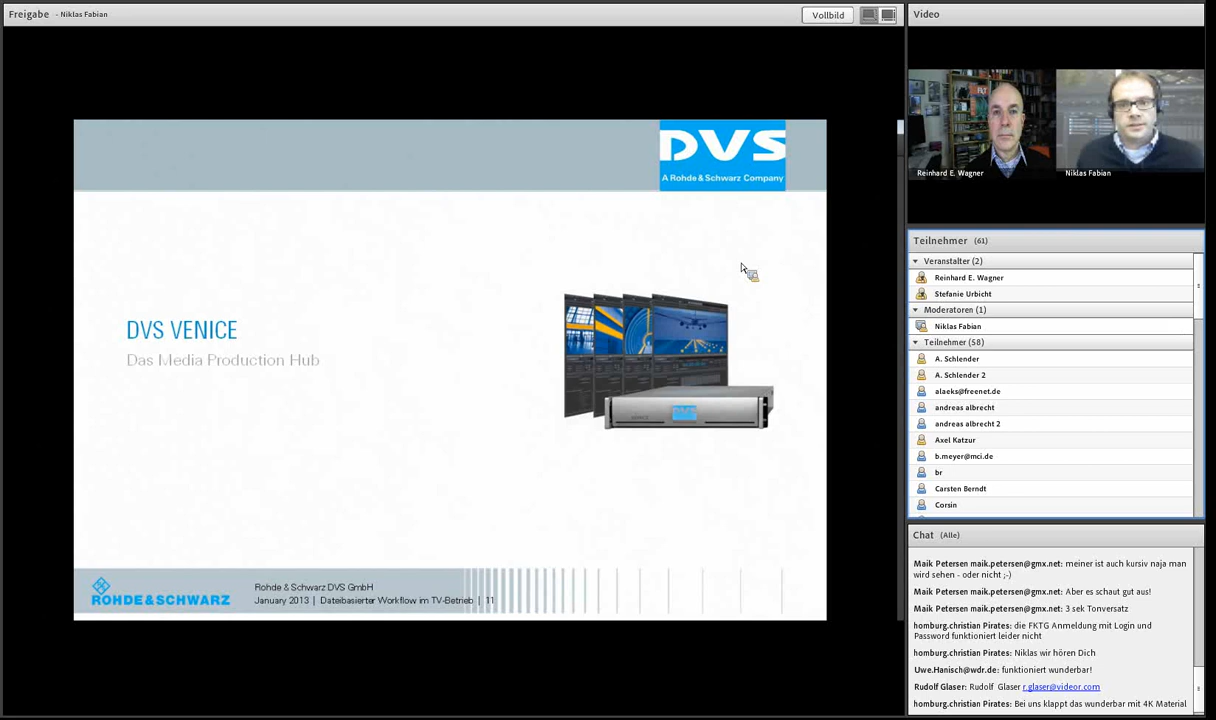 Freigabe - Niklas Fabian
Vollbild
DVS
A Rohde & Schwarz Company
DVS VENICE
Das Media Production Hub
DVS
ROHDE & SCHWARZ
Rohde & Schwarz DVS GmbH
January 2013 | Dateibasierter Workflow im TV-Betrieb | 11
Video
Reinhard E. Wagner
Niklas Fabian
Teilnehmer (61)
Veranstalter (2)
Reinhard E. Wagner
Stefanie Urbicht
Moderatoren (1)
Niklas Fabian
Teilnehmer (58)
A. Schlender
A. Schlender 2
alaeks@freenet.de
andreas albrecht
andreas albrecht 2
Axel Katzur
b.meyer@mci.de
br
Carsten Berndt
Corsin
Chat (Alle)
Maik Petersen maik.petersen@gmx.net: meiner ist auch kursiv naja man
wird sehen - oder nicht ;-)
Maik Petersen maik.petersen@gmx.net: Aber es schaut gut aus!
Maik Petersen maik.petersen@gmx.net: 3 sek Tonversatz
homburg.christian Pirates: die FKTG Anmeldung mit Login und
Password funktioniert leider nicht
homburg.christian Pirates: Niklas wir hören Dich
Uwe.Hanisch@wdr.de: funktioniert wunderbar!
Rudolf Glaser: Rudolf Glaser r.glaser@videor.com
homburg.christian Pirates: Bei uns klappt das wunderbar mit 4K Material